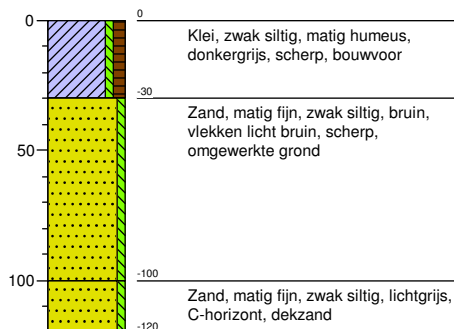 0
0
Klei, zwak siltig, matig humeus,
donkergrijs, scherp, bouwvoor
-30
Zand, matig fijn, zwak siltig, bruin,
vlekken licht bruin, scherp,
omgewerkte grond
50
-100
100
Zand, matig fijn, zwak siltig, lichtgrijs,
C-horizont, dekzand
-120